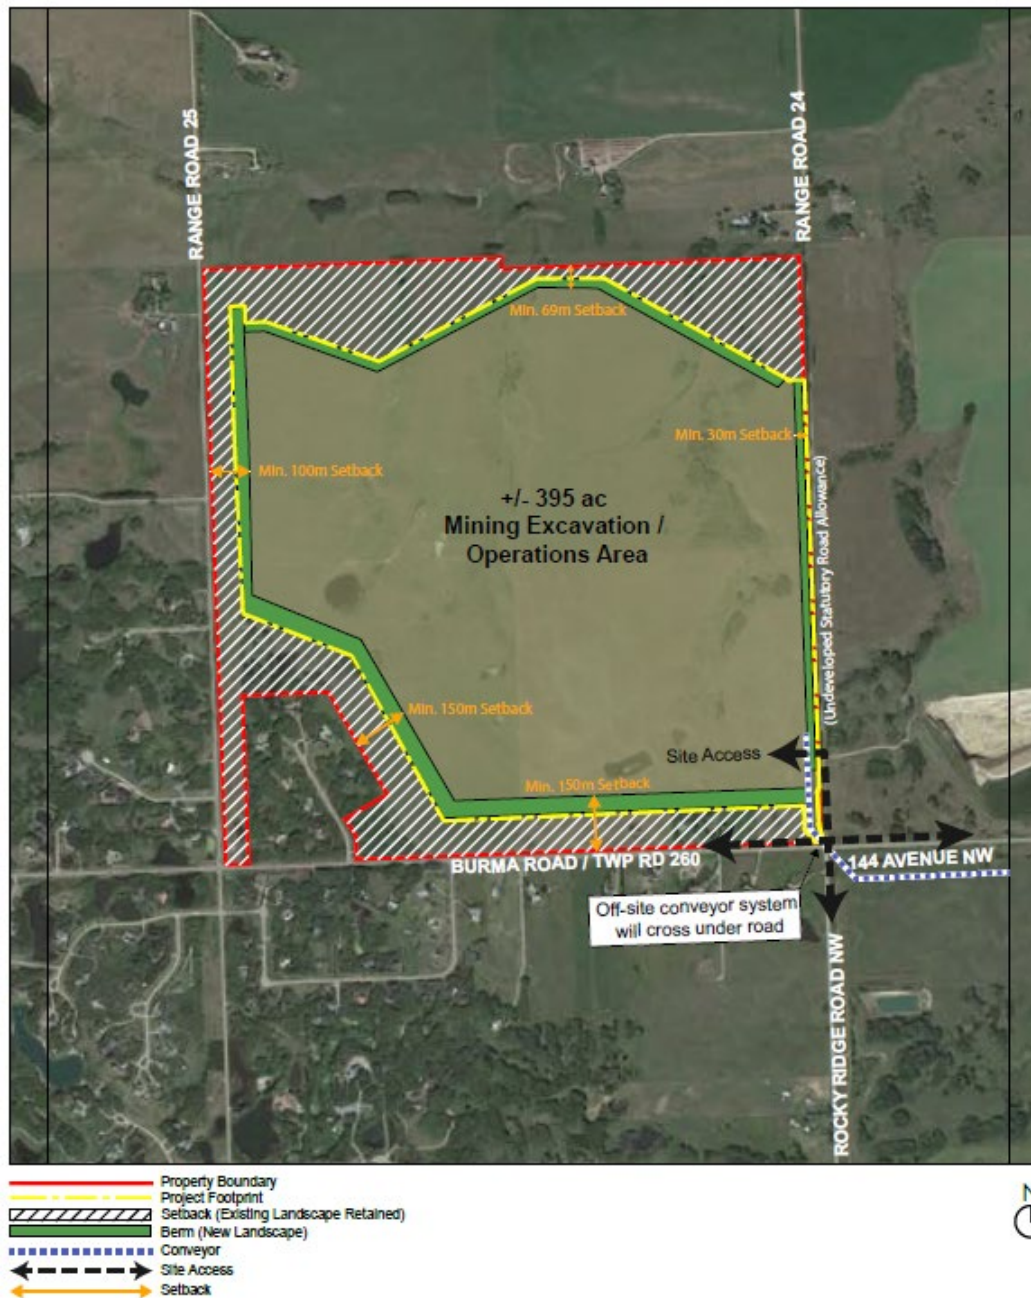 RANGE ROAD 25
RANGE ROAD 24
Min. 69m Setback
Min. 30m Setback
Min. 100m Setback
+/- 395 ac
Mining Excavation /
Operations Area
(Undeveloped Statutory Road Allowance)
Min. 150m Setback
Site Access
Min. 150m Setback
BURMA ROAD / TWP RD 260
144 AVENUE NW
Off-site conveyor system
will cross under road
ROCKY RIDGE ROAD NW
Property Boundary
Project Footprint
Setback (Existing Landscape Retained)
Berm (New Landscape)
Conveyor
Site Access
Setback
N